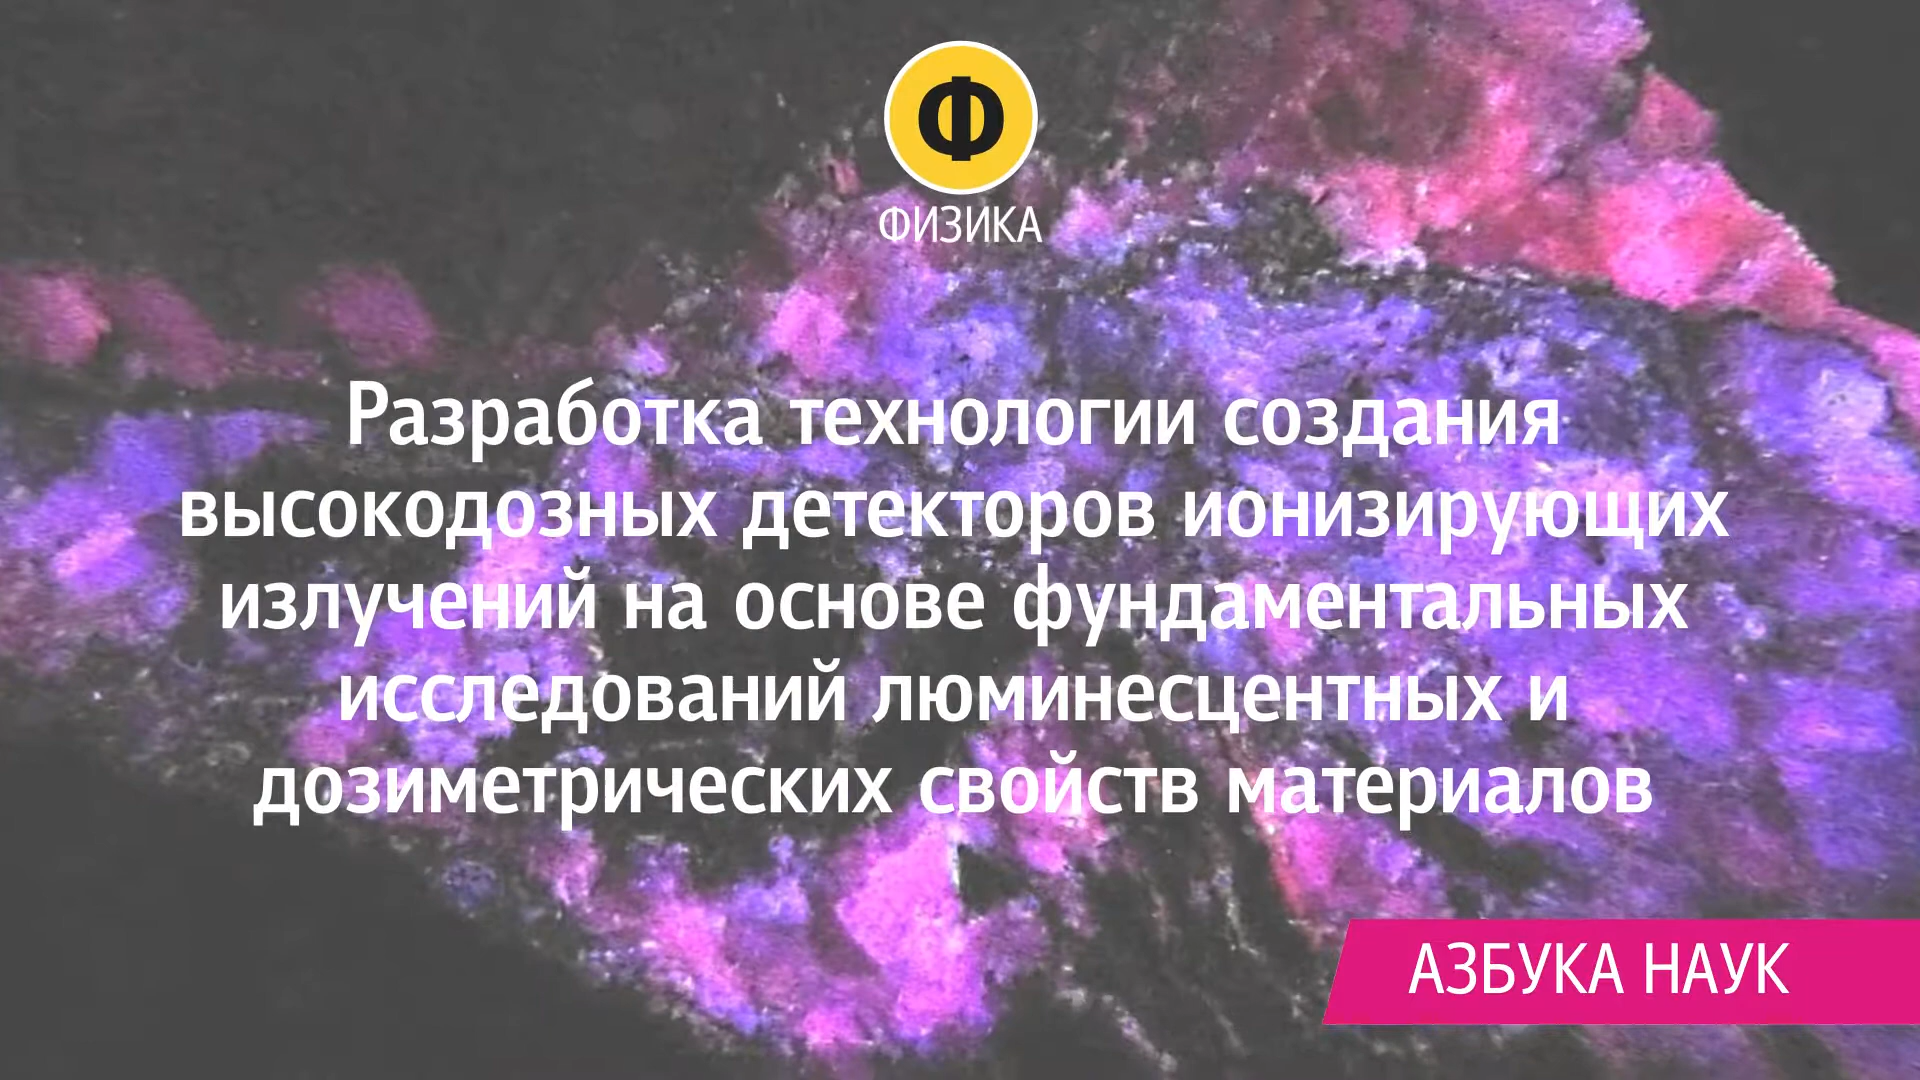 Ф
ФИЗИКА
Разработка технологии создания
высокодозных детекторов ионизирующих
излучений на основе фундаментальных
исследований люминесцентных и
дозиметрических свойств материалов
АЗБУКА НАУК